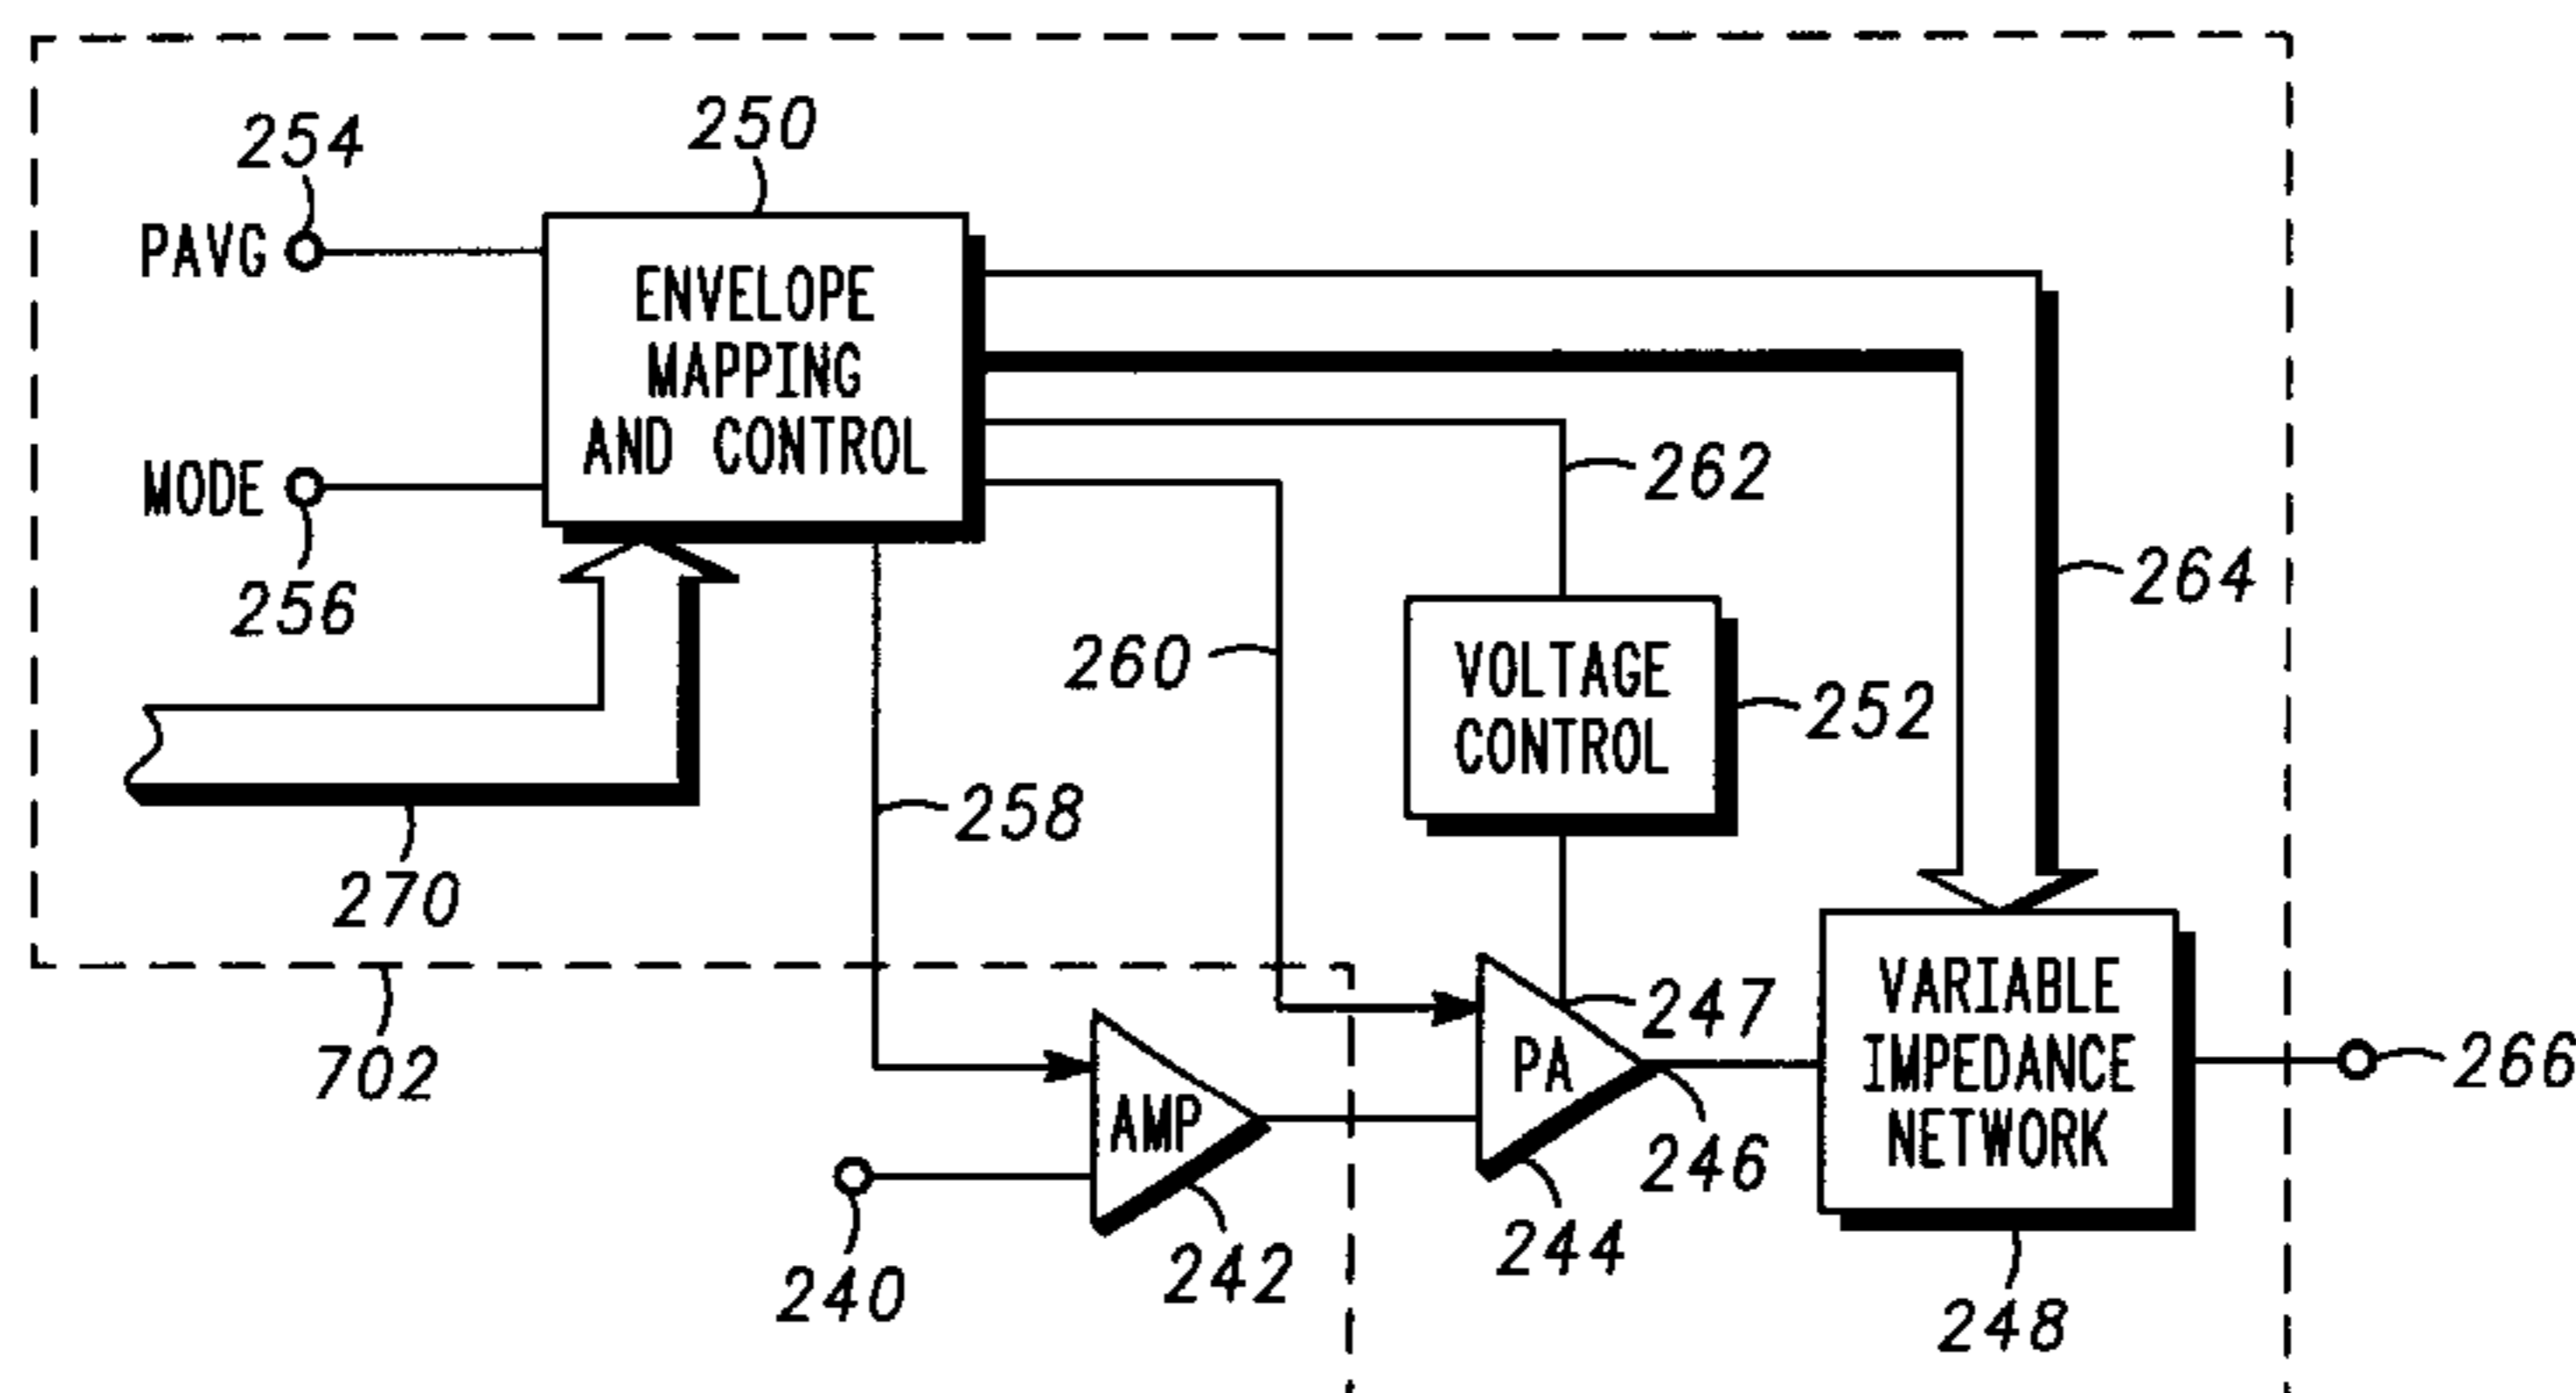 254
250
PAVG
ENVELOPE
MAPPING
AND CONTROL
MODE
256
262
264
260
VOLTAGE
CONTROL
252
258
270
702
247
PA
VARIABLE
IMPEDANCE
NETWORK
266
AMP
246
240
242
244
248